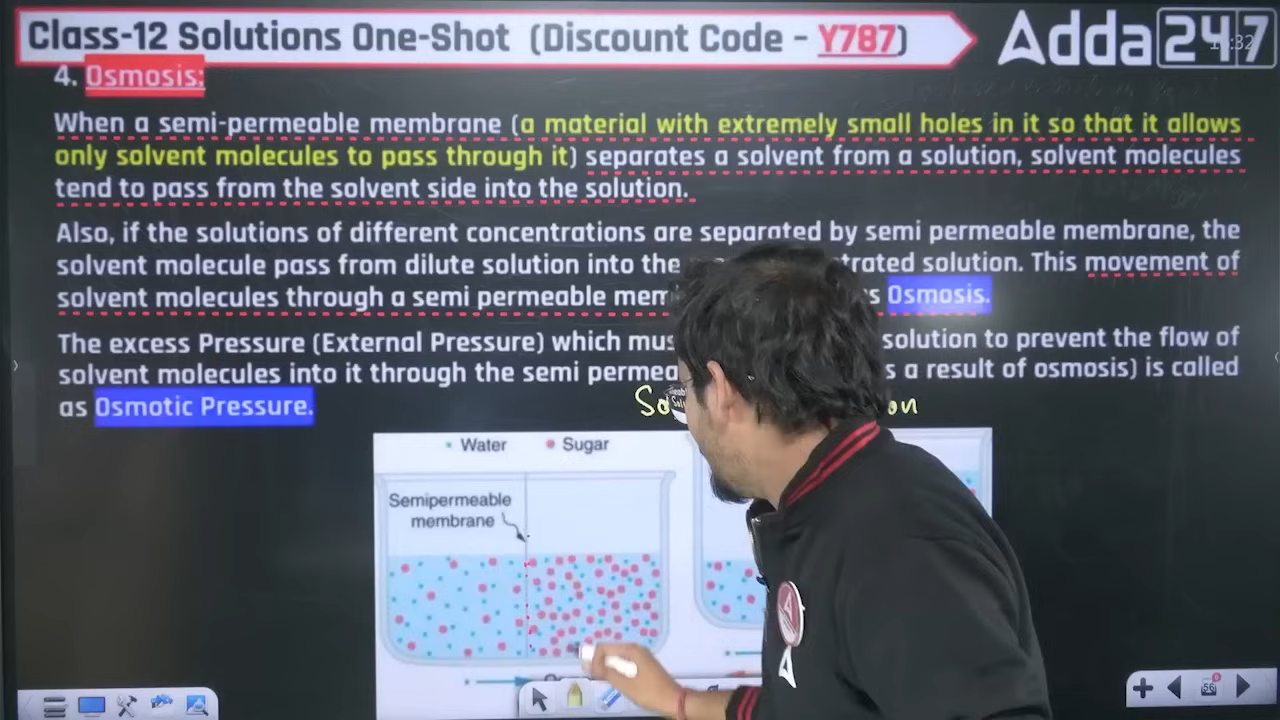 Class-12 Solutions One-Shot (Discount Code - Y787)
Adda 247
4. Osmosis:
When a semi-permeable membrane (a material with extremely small holes in it so that it allows
only solvent molecules to pass through it) separates a solvent from a solution, solvent molecules
tend to pass from the solvent side into the solution.
Also, if the solutions of different concentrations are separated by semi permeable membrane, the
solvent molecule pass from dilute solution into the trated solution. This movement of
solvent molecules through a semi permeable mem s Osmosis.
The excess Pressure (External Pressure) which mus solution to prevent the flow of
solvent molecules into it through the semi permea s a result of osmosis) is called
as Osmotic Pressure.
So on
Water Sugar
Semipermeable
membrane
A
56